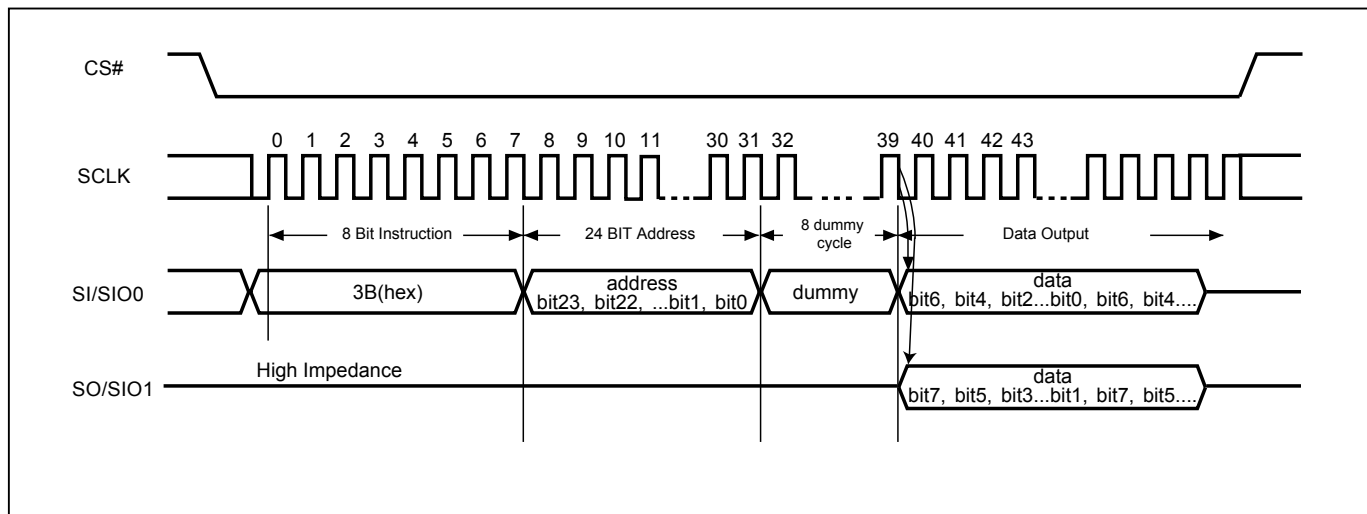 CS#
0 1 2 3 4 5 6 7 8 9 10 11 30 31 32 39 40 41 42 43
SCLK
8 Bit Instruction
24 BIT Address
8 dummy
cycle
Data Output
SI/SIO0
3B(hex)
address
bit23, bit22, ...bit1, bit0
dummy
data
bit6, bit4, bit2...bit0, bit6, bit4....
High Impedance
SO/SIO1
data
bit7, bit5, bit3...bit1, bit7, bit5....